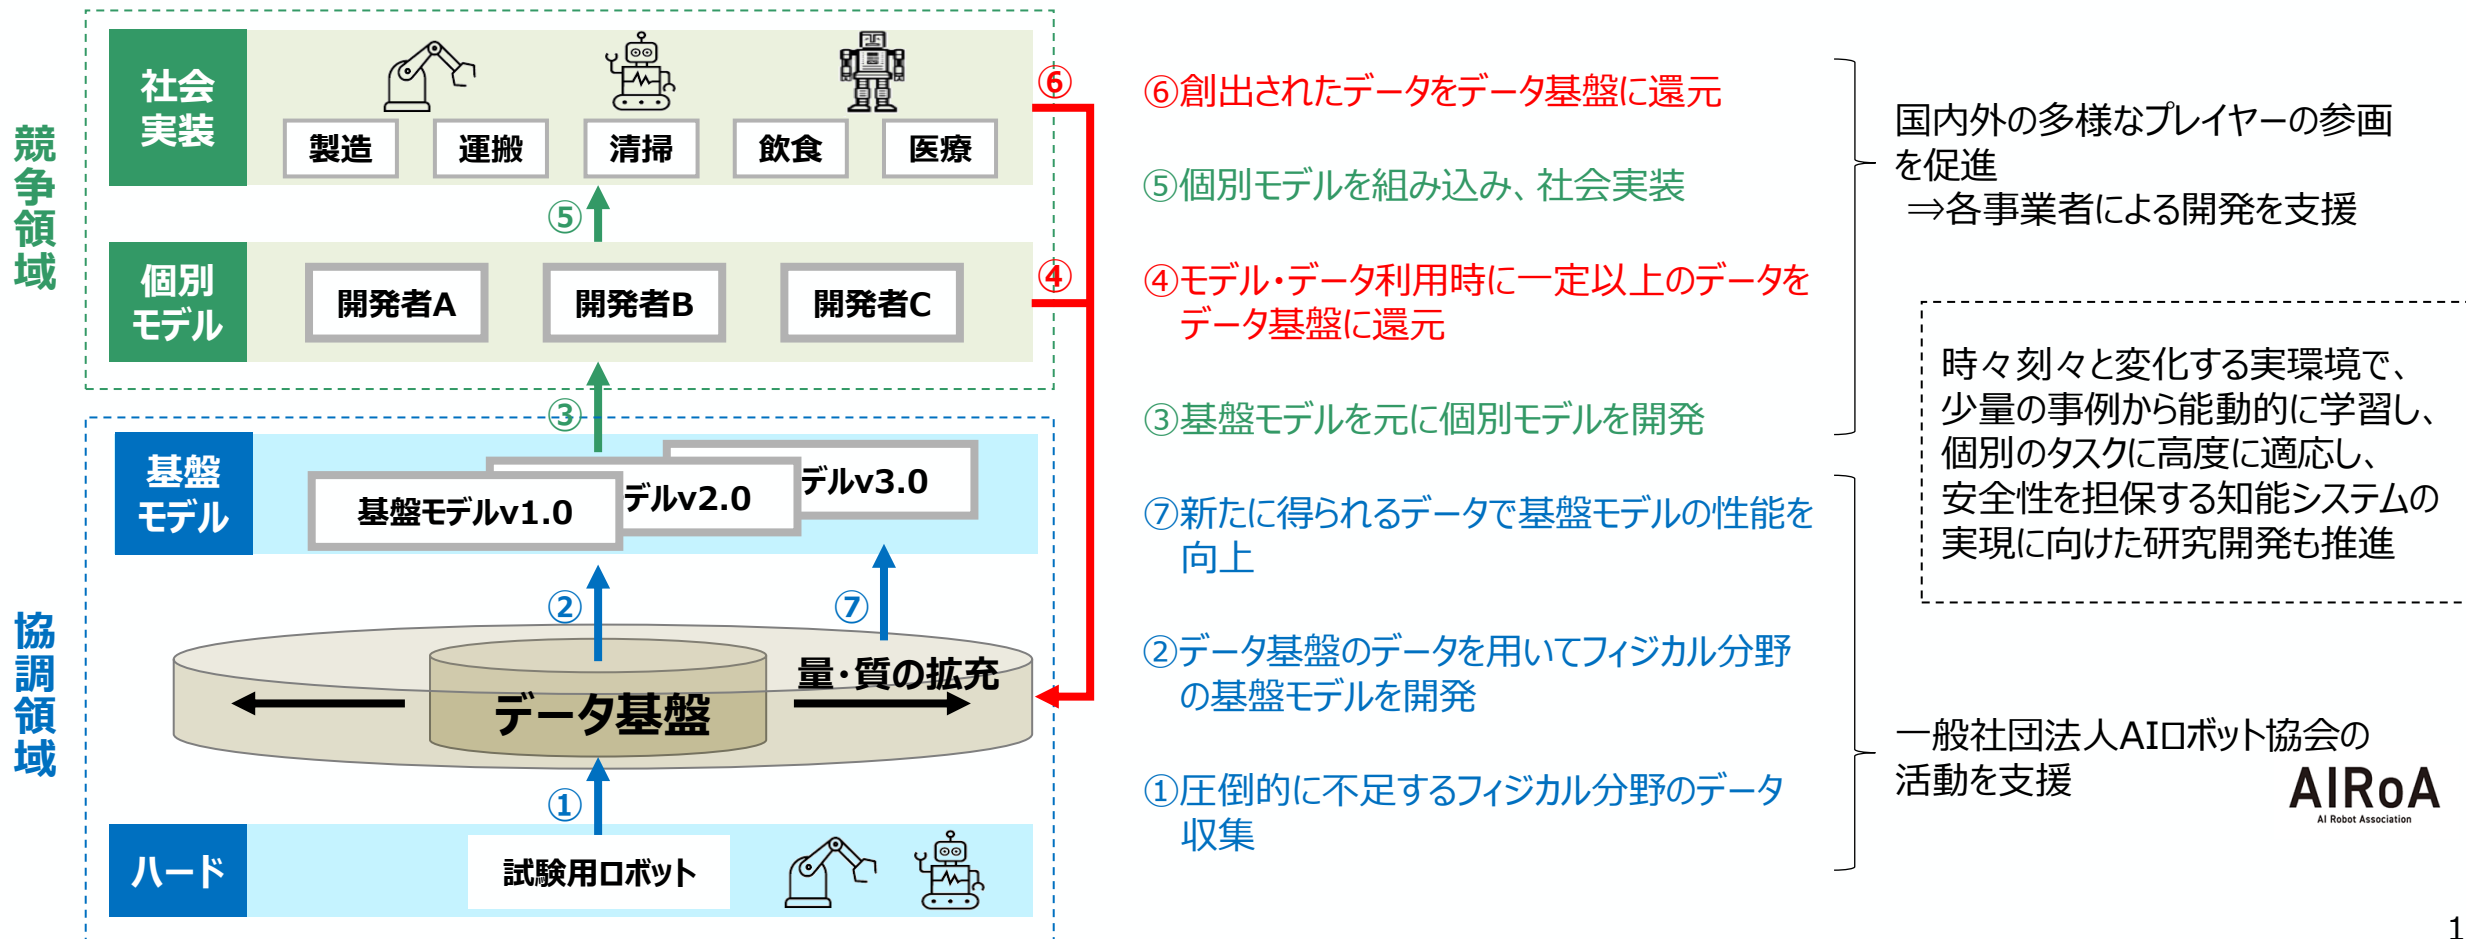 競争領域
社会
実装
製造
運搬
清掃
飲食
医療
⑥
⑤
個別
モデル
開発者A
開発者B
開発者C
④
③
協調領域
基盤
モデル
基盤モデルv1.0
デルv2.0
デルv3.0
②
⑦
量・質の拡充
データ基盤
①
ハード
試験用ロボット
⑥創出されたデータをデータ基盤に還元
⑤個別モデルを組み込み、社会実装
④モデル・データ利用時に一定以上のデータを
データ基盤に還元
③基盤モデルを元に個別モデルを開発
⑦新たに得られるデータで基盤モデルの性能を
向上
②データ基盤のデータを用いてフィジカル分野
の基盤モデルを開発
①圧倒的に不足するフィジカル分野のデータ
収集
国内外の多様なプレイヤーの参画
を促進
⇒各事業者による開発を支援
時々刻々と変化する実環境で、
少量の事例から能動的に学習し、
個別のタスクに高度に適応し、
安全性を担保する知能システムの
実現に向けた研究開発も推進
一般社団法人AIロボット協会の
活動を支援
AIRoA
AI Robot Association
1